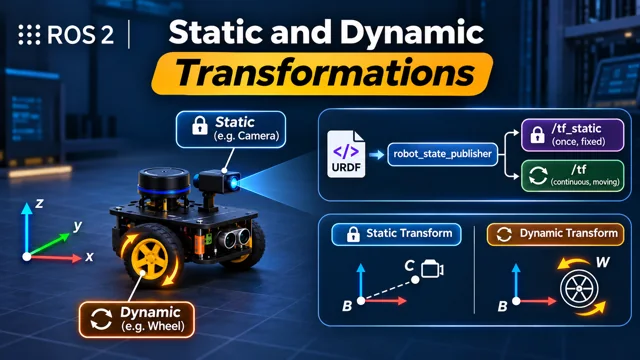 ROS 2
Static and Dynamic
Transformations
Static
(e.g. Camera)
z
y
x
Dynamic
(e.g. Wheel)
</>
URDF
robot_state_publisher
/tf_static
(once, fixed)
/tf
(continuous, moving)
Static Transform
C
B
Dynamic Transform
W
B